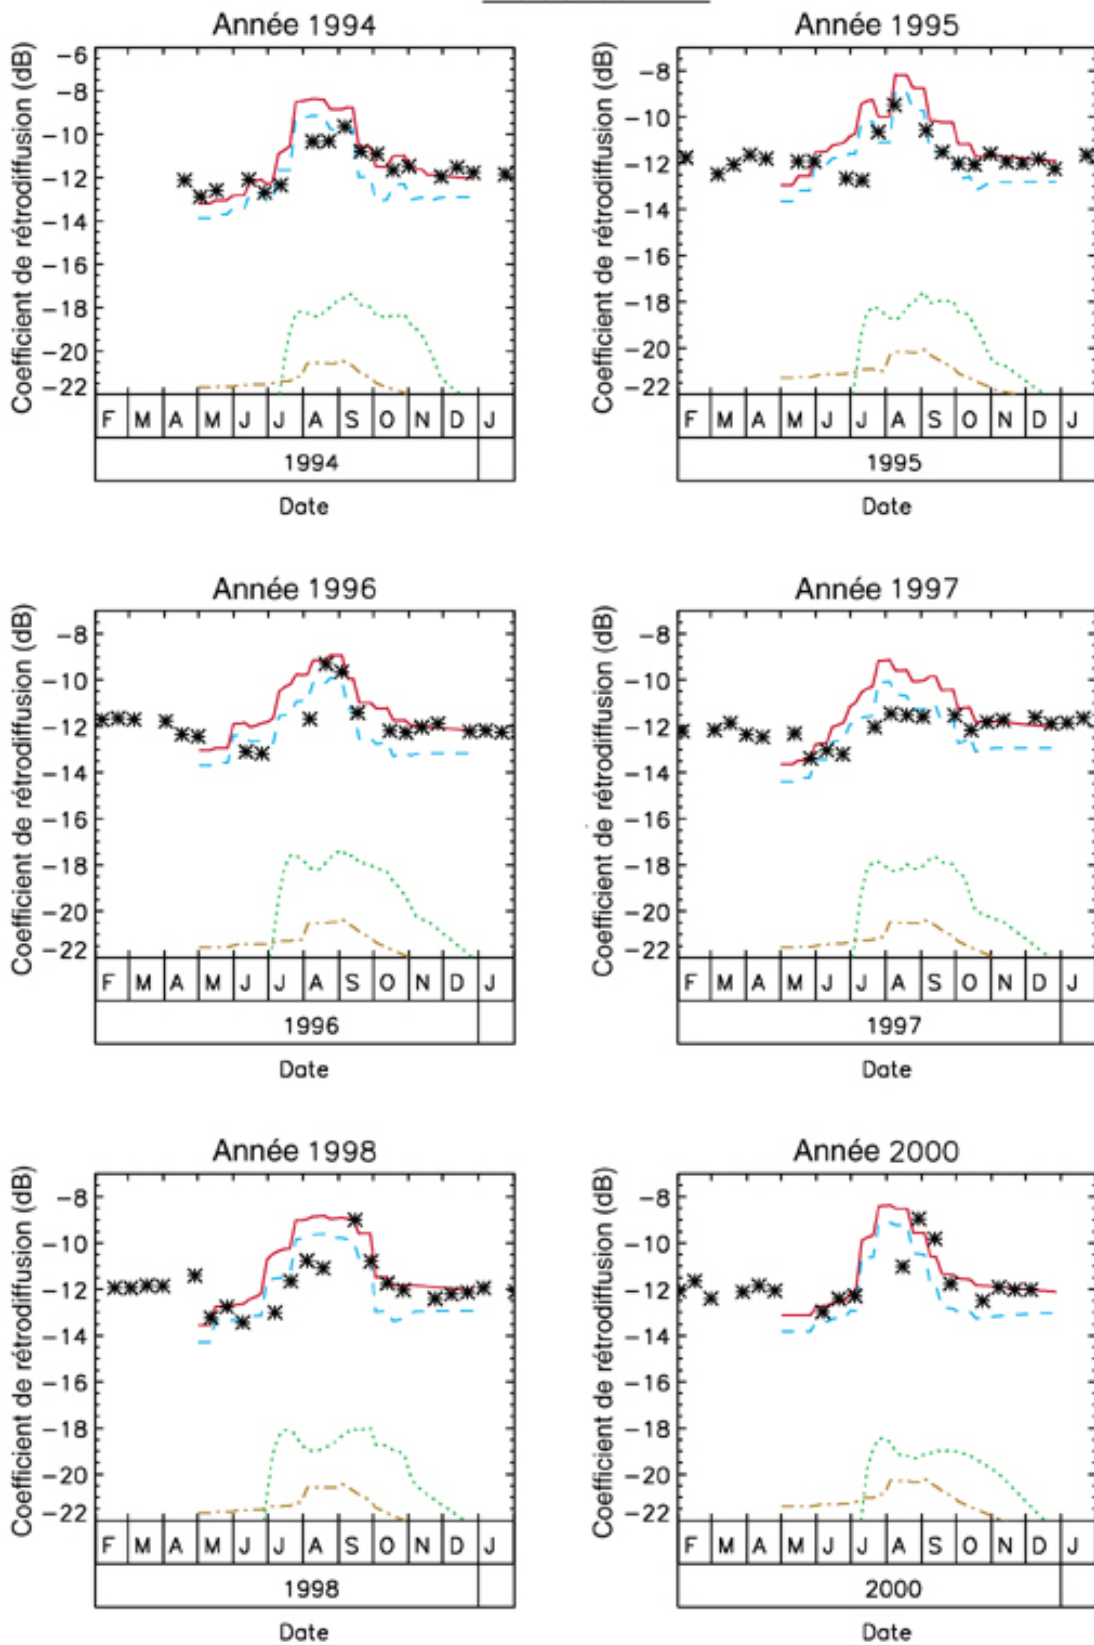 Année 1994
Coefficient de rétrodiffusion (dB)
−6
−8
−10
−12
−14
−16
−18
−20
−22
F M A M J J A S O N D J
1994
Date
Année 1995
Coefficient de rétrodiffusion (dB)
−8
−10
−12
−14
−16
−18
−20
−22
F M A M J J A S O N D J
1995
Date
Année 1996
Coefficient de rétrodiffusion (dB)
−8
−10
−12
−14
−16
−18
−20
−22
F M A M J J A S O N D J
1996
Date
Année 1997
Coefficient de rétrodiffusion (dB)
−8
−10
−12
−14
−16
−18
−20
−22
F M A M J J A S O N D J
1997
Date
Année 1998
Coefficient de rétrodiffusion (dB)
−8
−10
−12
−14
−16
−18
−20
−22
F M A M J J A S O N D J
1998
Date
Année 2000
Coefficient de rétrodiffusion (dB)
−8
−10
−12
−14
−16
−18
−20
−22
F M A M J J A S O N D J
2000
Date